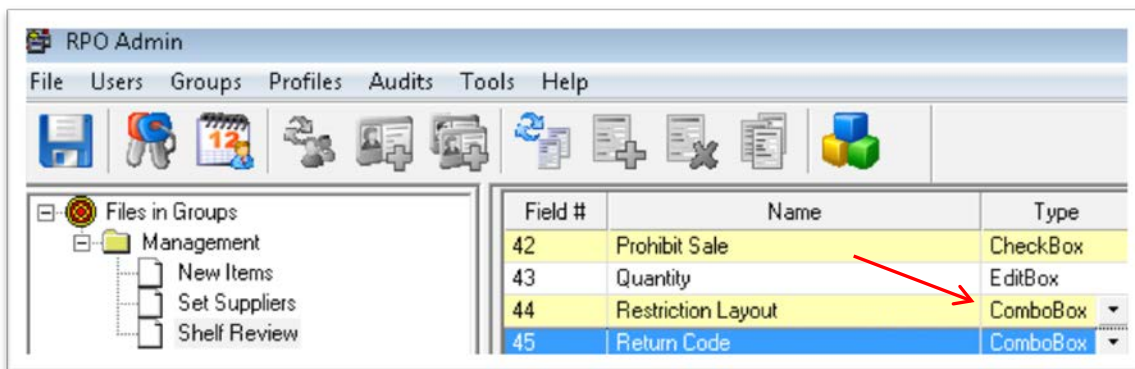 RPO Admin
File Users Groups Profiles Audits Tools Help
12
Files in Groups
Management
New Items
Set Suppliers
Shelf Review
Field # Name Type
42 Prohibit Sale CheckBox
43 Quantity EditBox
44 Restriction Layout ComboBox
45 Return Code ComboBox